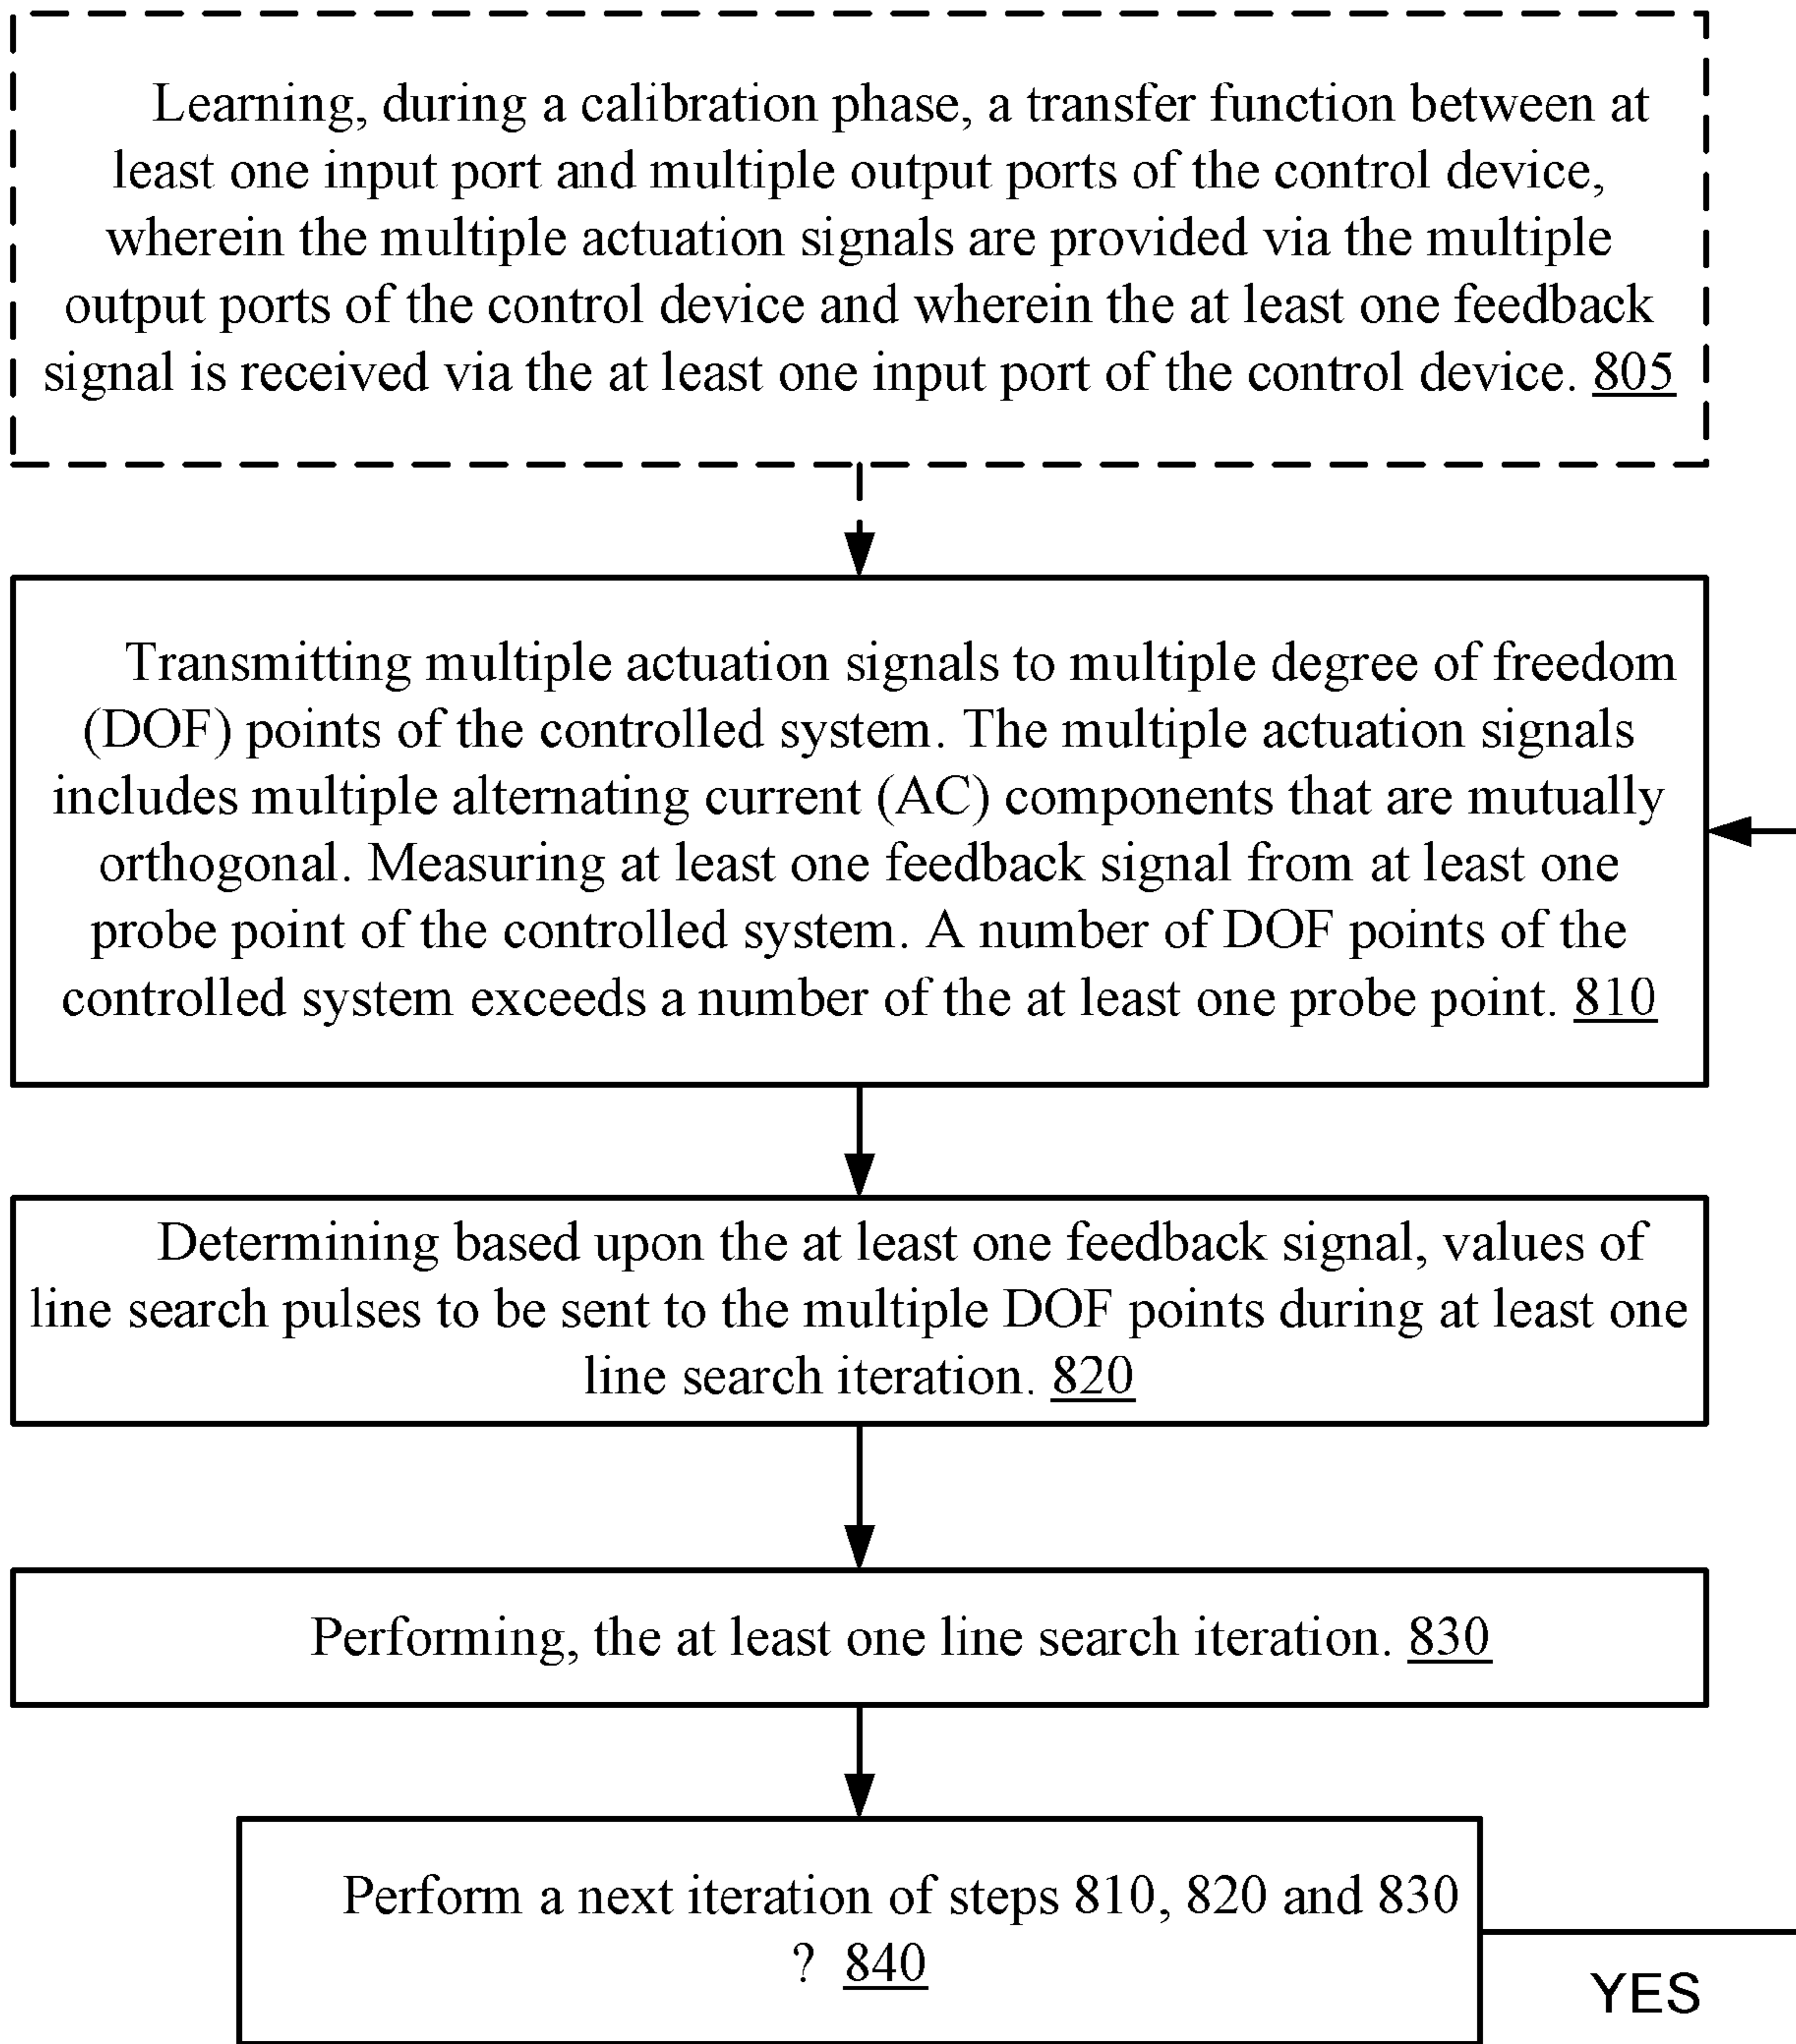 Learning, during a calibration phase, a transfer function between at
least one input port and multiple output ports of the control device,
wherein the multiple actuation signals are provided via the multiple
output ports of the control device and wherein the at least one feedback
signal is received via the at least one input port of the control device. 805
Transmitting multiple actuation signals to multiple degree of freedom
(DOF) points of the controlled system. The multiple actuation signals
includes multiple alternating current (AC) components that are mutually
orthogonal. Measuring at least one feedback signal from at least one
probe point of the controlled system. A number of DOF points of the
controlled system exceeds a number of the at least one probe point. 810
Determining based upon the at least one feedback signal, values of
line search pulses to be sent to the multiple DOF points during at least one
line search iteration. 820
Performing, the at least one line search iteration. 830
Perform a next iteration of steps 810, 820 and 830
? 840
YES